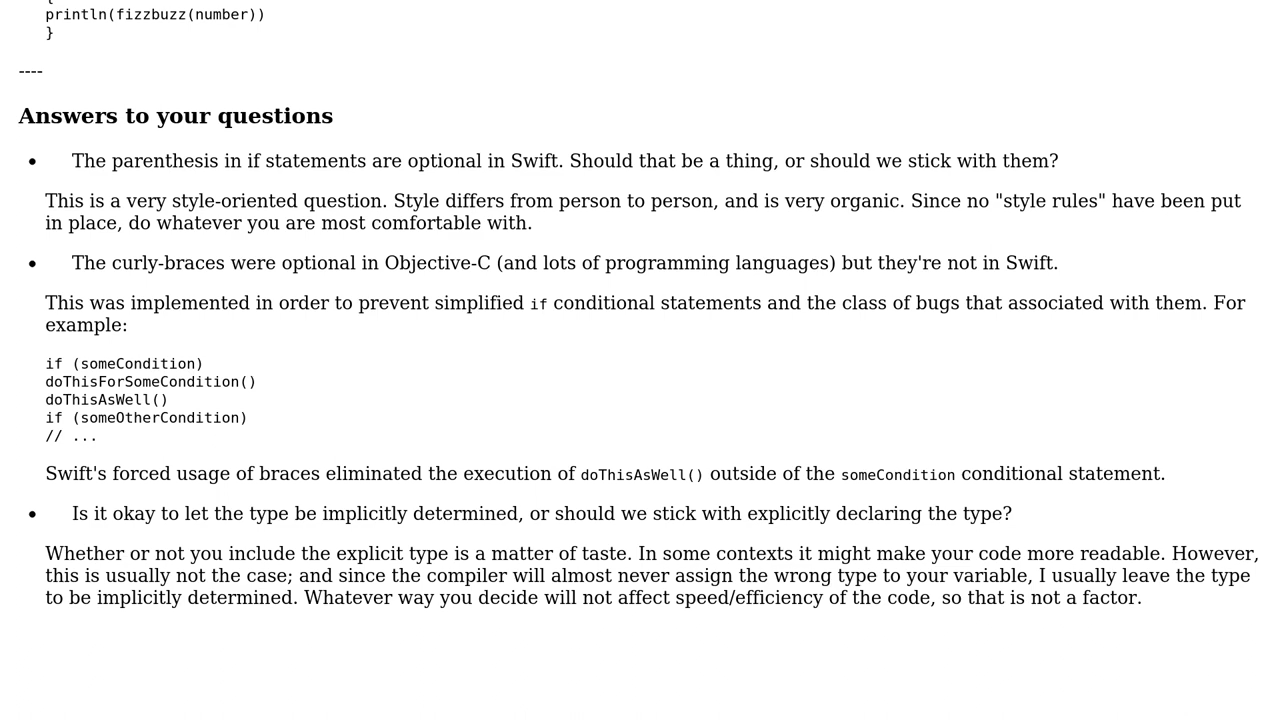 println(fizzbuzz(number))
}
----
Answers to your questions
• The parenthesis in if statements are optional in Swift. Should that be a thing, or should we stick with them?
This is a very style-oriented question. Style differs from person to person, and is very organic. Since no "style rules" have been put
in place, do whatever you are most comfortable with.
• The curly-braces were optional in Objective-C (and lots of programming languages) but they're not in Swift.
This was implemented in order to prevent simplified if conditional statements and the class of bugs that associated with them. For
example:
if (someCondition)
doThisForSomeCondition()
doThisAsWell()
if (someOtherCondition)
// ...
Swift's forced usage of braces eliminated the execution of doThisAsWell() outside of the someCondition conditional statement.
• Is it okay to let the type be implicitly determined, or should we stick with explicitly declaring the type?
Whether or not you include the explicit type is a matter of taste. In some contexts it might make your code more readable. However,
this is usually not the case; and since the compiler will almost never assign the wrong type to your variable, I usually leave the type
to be implicitly determined. Whatever way you decide will not affect speed/efficiency of the code, so that is not a factor.